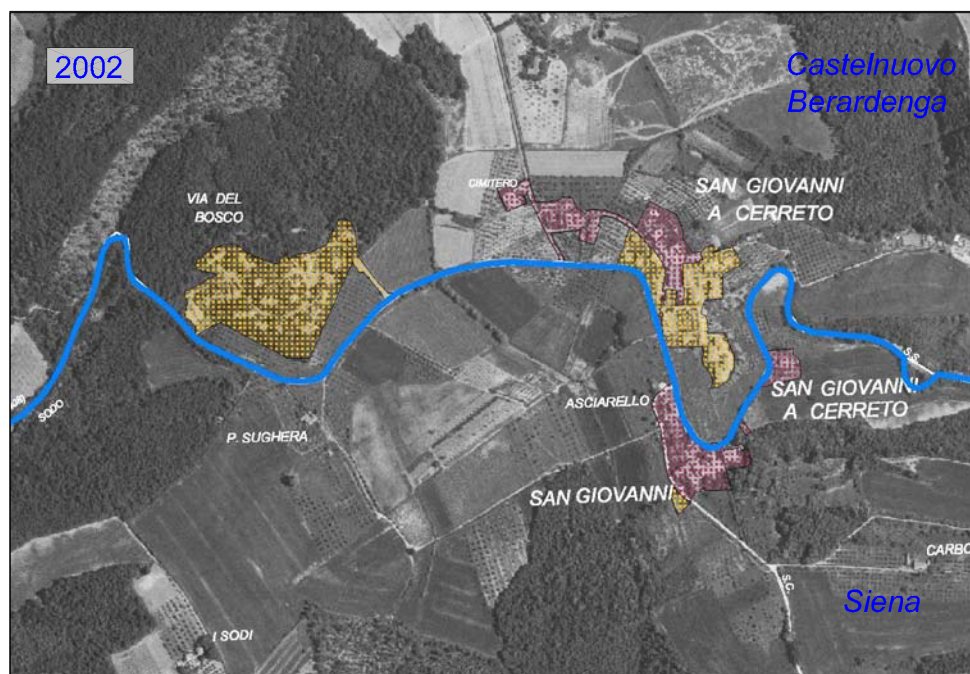 2002
Castelnuovo
Berardenga
CIMITERO
SAN GIOVANNI
A CERRETO
VIA DEL
BOSCO
S.S.
SODO
ASCIARELLO
SAN GIOVANNI
A CERRETO
P. SUGHERA
SAN GIOVANNI
CARBO
S.C.
Siena
I SODI